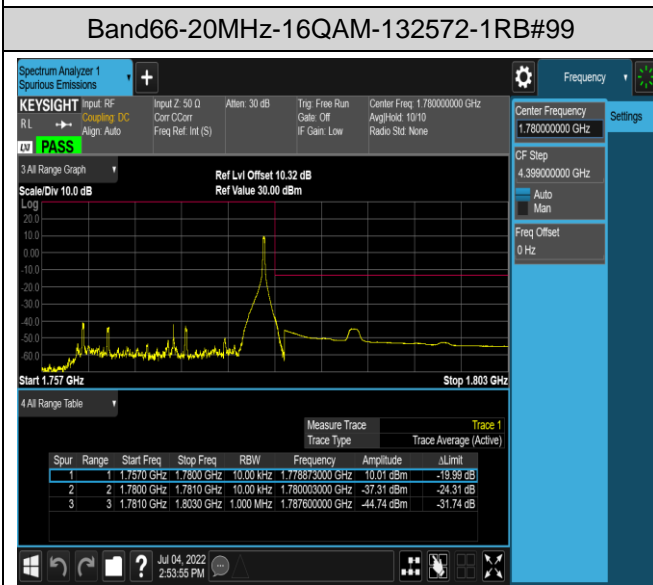 Band66-20MHz-16QAM-132572-1RB#99
Spectrum Analyzer 1
Spurious Emissions
Frequency
KEYSIGHT Input: RF Input Z: 50 Ω Atten: 30 dB Trig: Free Run Center Freq: 1.780000000 GHz
RL Coupling: DC Corr CCorr Gate: Off Avg|Hold: 10/10
Align: Auto Freq Ref: Int (S) IF Gain: Low Radio Std: None
LXI PASS
Center Frequency
1.780000000 GHz
Settings
CF Step
4.399000000 GHz
Auto
Man
Freq Offset
0 Hz
3 All Range Graph
Ref Lvl Offset 10.32 dB
Scale/Div 10.0 dB Ref Value 30.00 dBm
Log
20.0
10.0
0.00
-10.0
-20.0
-30.0
-40.0
-50.0
-60.0
Start 1.757 GHz Stop 1.803 GHz
4 All Range Table
Measure Trace Trace 1
Trace Type Trace Average (Active)
Spur Range Start Freq Stop Freq RBW Frequency Amplitude ΔLimit
1 1 1.7570 GHz 1.7800 GHz 10.00 kHz 1.778873000 GHz 10.01 dBm -19.99 dB
2 2 1.7800 GHz 1.7810 GHz 10.00 kHz 1.780003000 GHz -37.31 dBm -24.31 dB
3 3 1.7810 GHz 1.8030 GHz 1.000 MHz 1.787600000 GHz -44.74 dBm -31.74 dB
Jul 04, 2022
2:53:55 PM